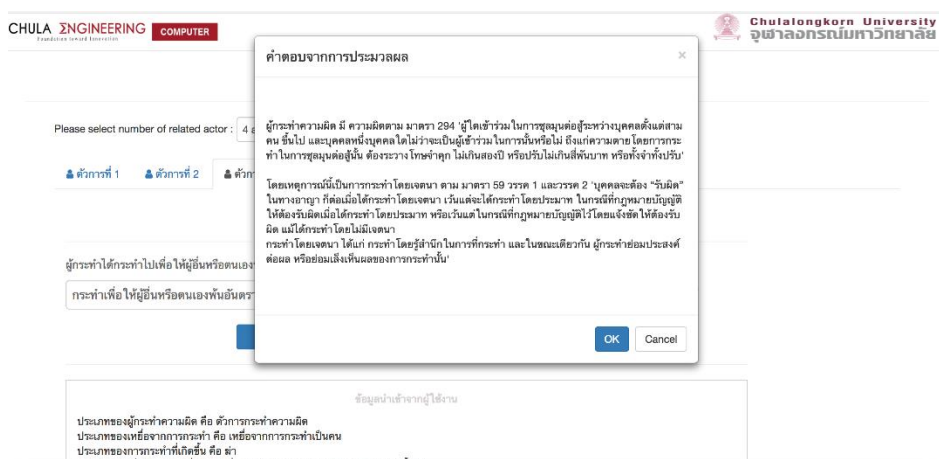 CHULA ΣNGINEERING COMPUTER
Foundation toward Innovation
Chulalongkorn University
จุฬาลงกรณ์มหาวิทยาลัย
คำตอบจากการประมวลผล ×
Please select number of related actor : 4
ผู้กระทำความผิด มี ความผิดตาม มาตรา 294 'ผู้ใดเข้าร่วมในการชุลมุนต่อสู้ระหว่างบุคคลตั้งแต่สาม
คน ขึ้นไป และบุคคลหนึ่งบุคคลใดไม่ว่าจะเป็นผู้เข้าร่วมในการนั้นหรือไม่ ถึงแก่ความตายโดยการกระ
ทำในการชุลมุนต่อสู้นั้น ต้องระวางโทษจำคุก ไม่เกินสองปี หรือปรับไม่เกินสี่พันบาท หรือทั้งจำทั้งปรับ'
ตัวการที่ 1 ตัวการที่ 2 ตัวก
โดยเหตุการณ์นี้เป็นการกระทำโดยเจตนา ตาม มาตรา 59 วรรค 1 และวรรค 2 'บุคคลจะต้อง "รับผิด"
ในทางอาญา ก็ต่อเมื่อได้กระทำโดยเจตนา เว้นแต่จะได้กระทำโดยประมาท ในกรณีที่กฎหมายบัญญัติ
ให้ต้องรับผิดเมื่อได้กระทำโดยประมาท หรือเว้นแต่ในกรณีที่กฎหมายบัญญัติไว้โดยแจ้งชัดให้ต้องรับ
ผิด แม้ได้กระทำโดยไม่มีเจตนา
กระทำโดยเจตนา ได้แก่ กระทำโดยรู้สำนึกในการที่กระทำ และในขณะเดียวกัน ผู้กระทำย่อมประสงค์
ต่อผล หรือย่อมเล็งเห็นผลของการกระทำนั้น'
ผู้กระทำได้กระทำไปเพื่อให้ผู้อื่นหรือตนเอง
กระทำเพื่อให้ผู้อื่นหรือตนเองพ้นอันตรา
OK Cancel
ข้อมูลนำเข้าจากผู้ใช้งาน
ประเภทของผู้กระทำความผิด คือ ตัวการกระทำความผิด
ประเภทของเหยื่อจากการกระทำ คือ เหยื่อจากการกระทำเป็นคน
ประเภทของการกระทำที่เกิดขึ้น คือ ฆ่า